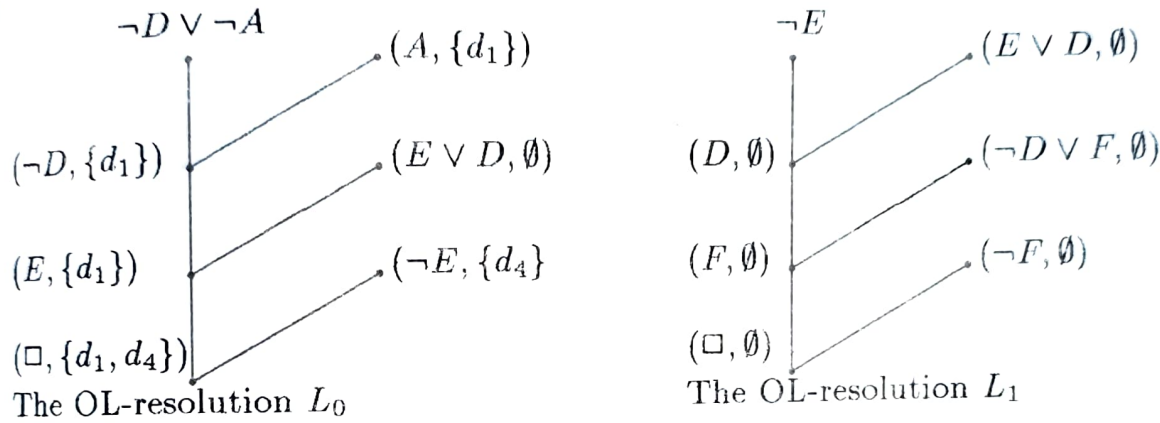 ¬D ∨ ¬A
(A, {d₁})
(¬D, {d₁})
(E ∨ D, ∅)
(E, {d₁})
(¬E, {d₄}
(□, {d₁, d₄})
The OL-resolution L₀
¬E
(E ∨ D, ∅)
(D, ∅)
(¬D ∨ F, ∅)
(F, ∅)
(¬F, ∅)
(□, ∅)
The OL-resolution L₁